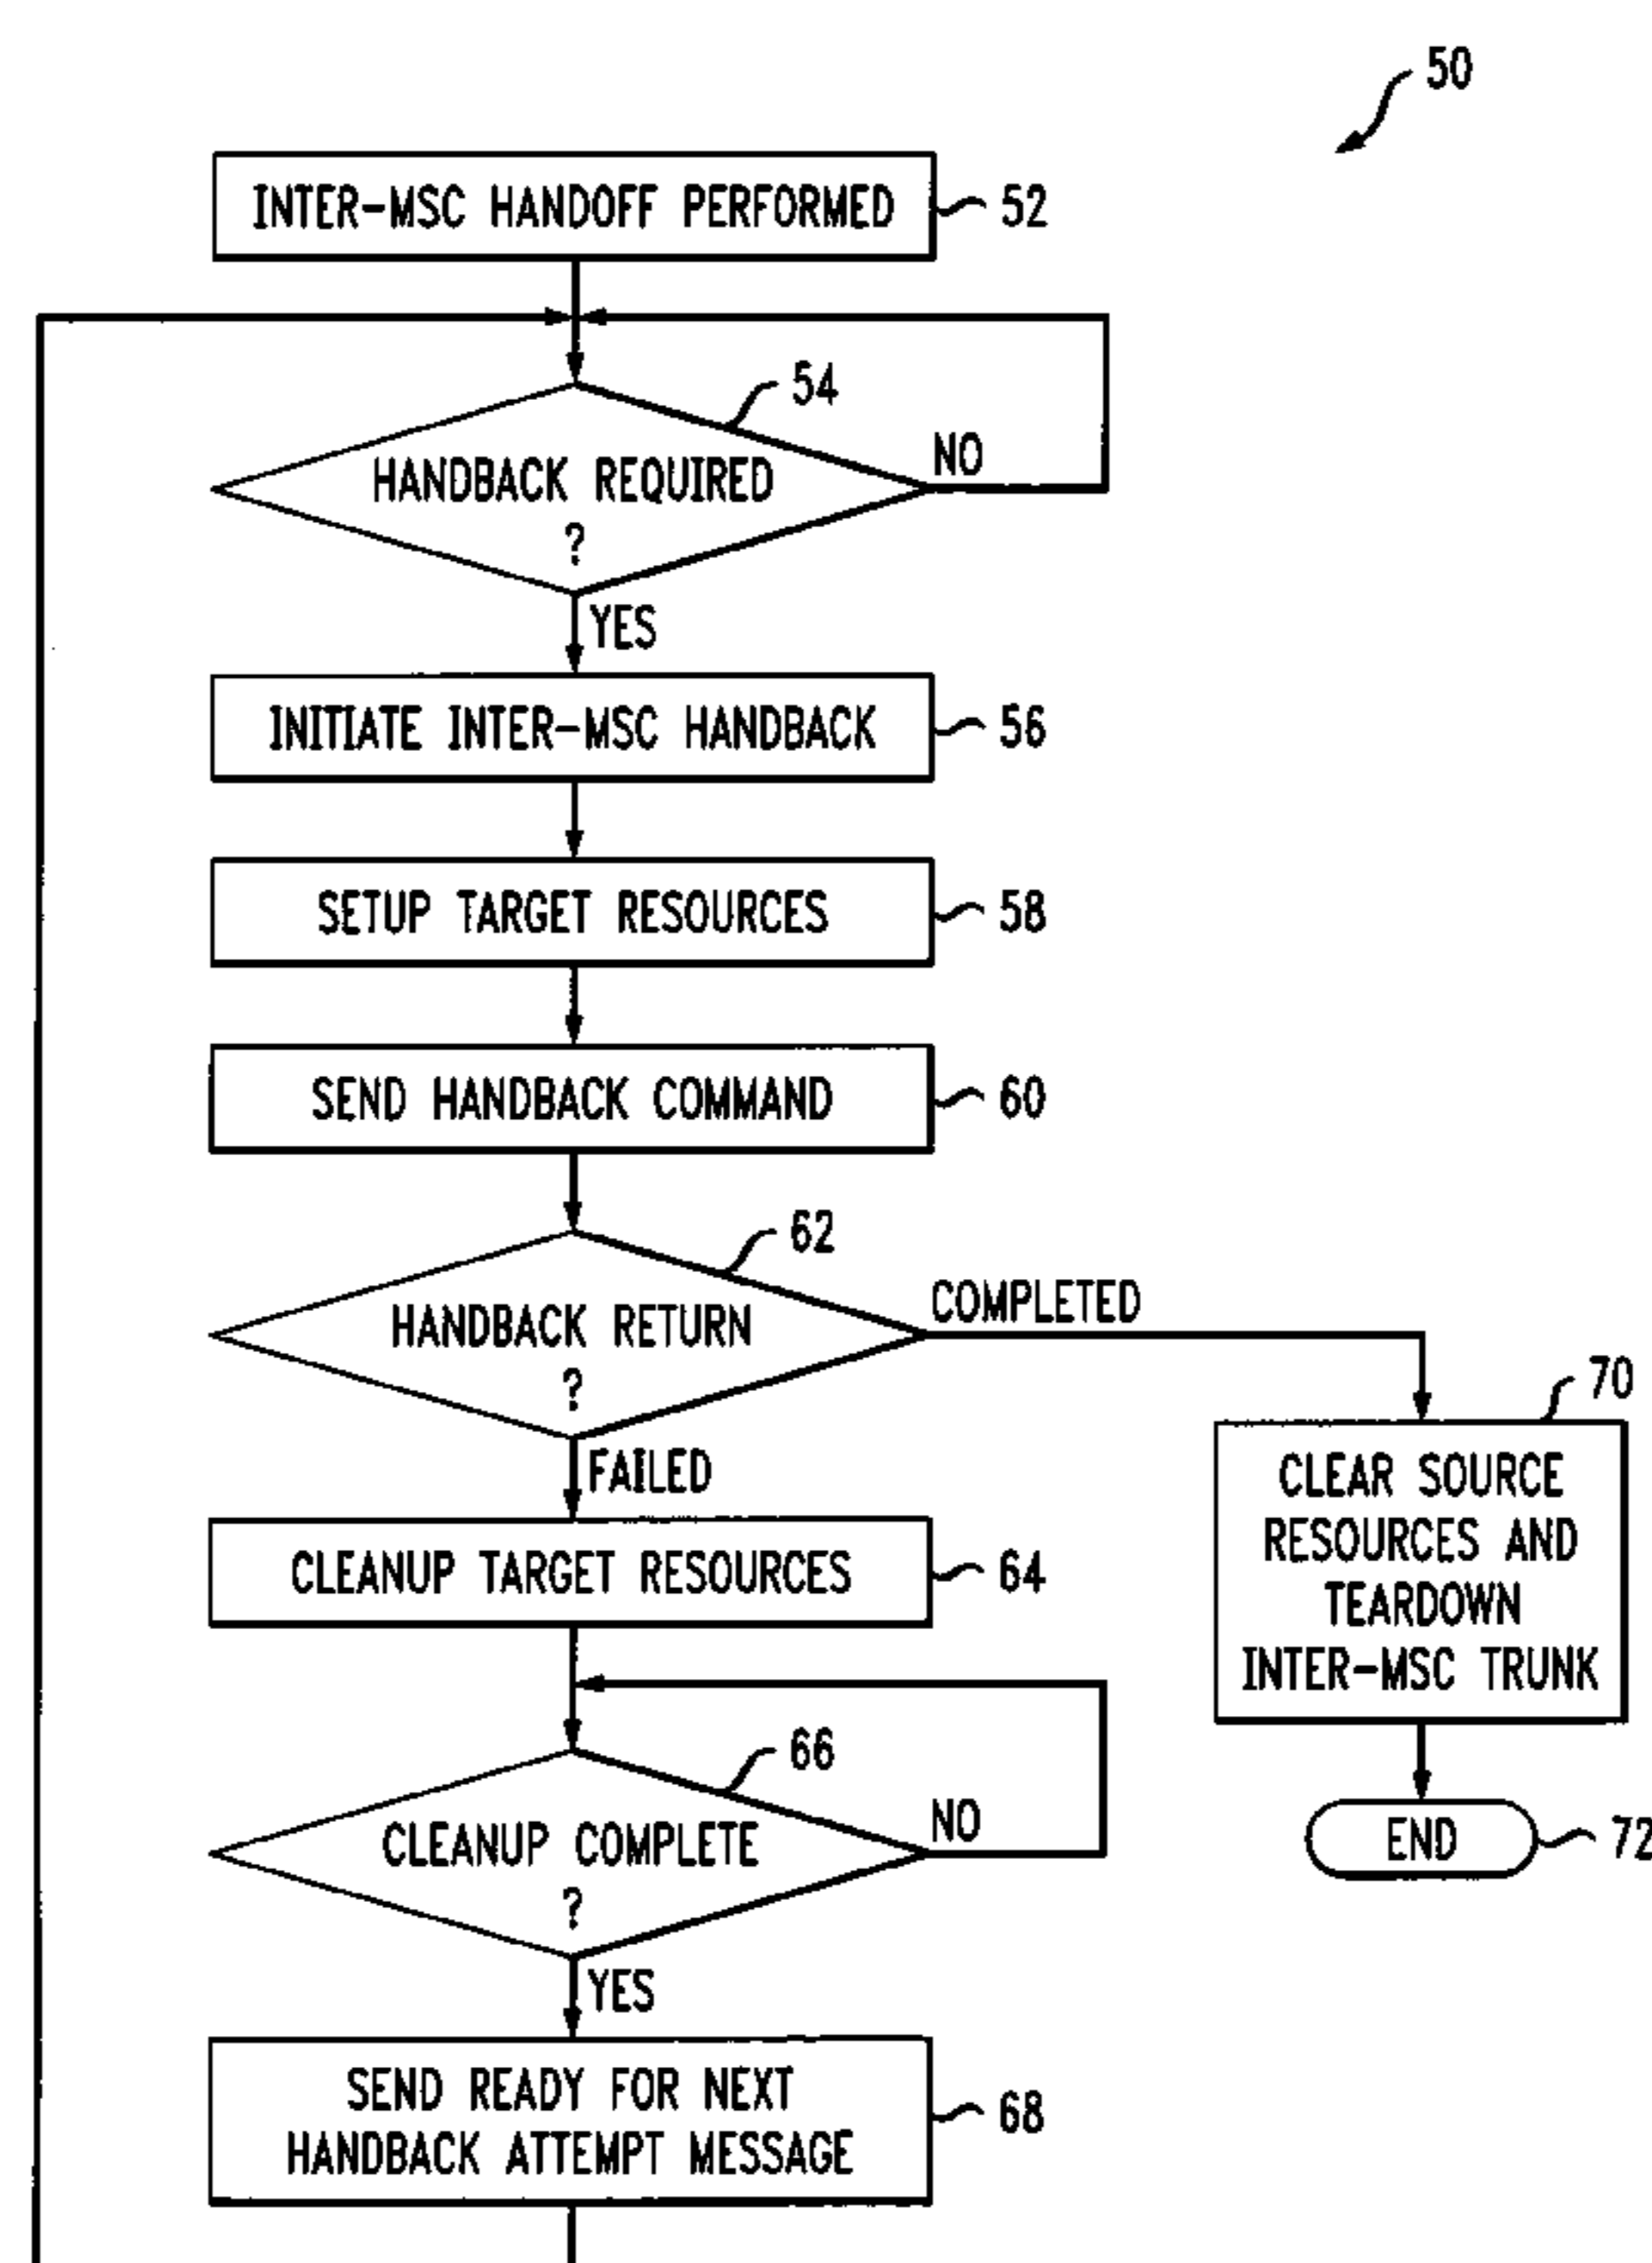 50
INTER-MSC HANDOFF PERFORMED
52
54
HANDBACK REQUIRED
?
NO
YES
INITIATE INTER-MSC HANDBACK
56
SETUP TARGET RESOURCES
58
SEND HANDBACK COMMAND
60
62
HANDBACK RETURN
?
COMPLETED
FAILED
70
CLEAR SOURCE
RESOURCES AND
TEARDOWN
INTER-MSC TRUNK
CLEANUP TARGET RESOURCES
64
66
CLEANUP COMPLETE
?
NO
END
72
YES
SEND READY FOR NEXT
HANDBACK ATTEMPT MESSAGE
68